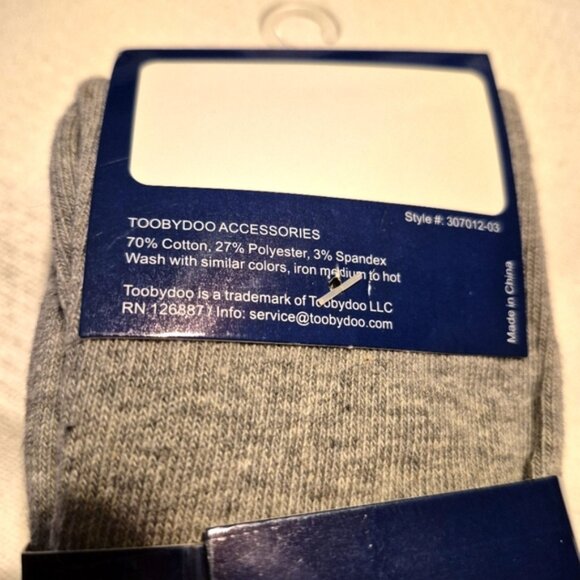 Style #: 307012-03
TOOBYDOO ACCESSORIES
70% Cotton, 27% Polyester, 3% Spandex
Wash with similar colors, iron medium to hot
Toobydoo is a trademark of Toobydoo LLC
RN 126887 / Info: service@toobydoo.com
Made in China